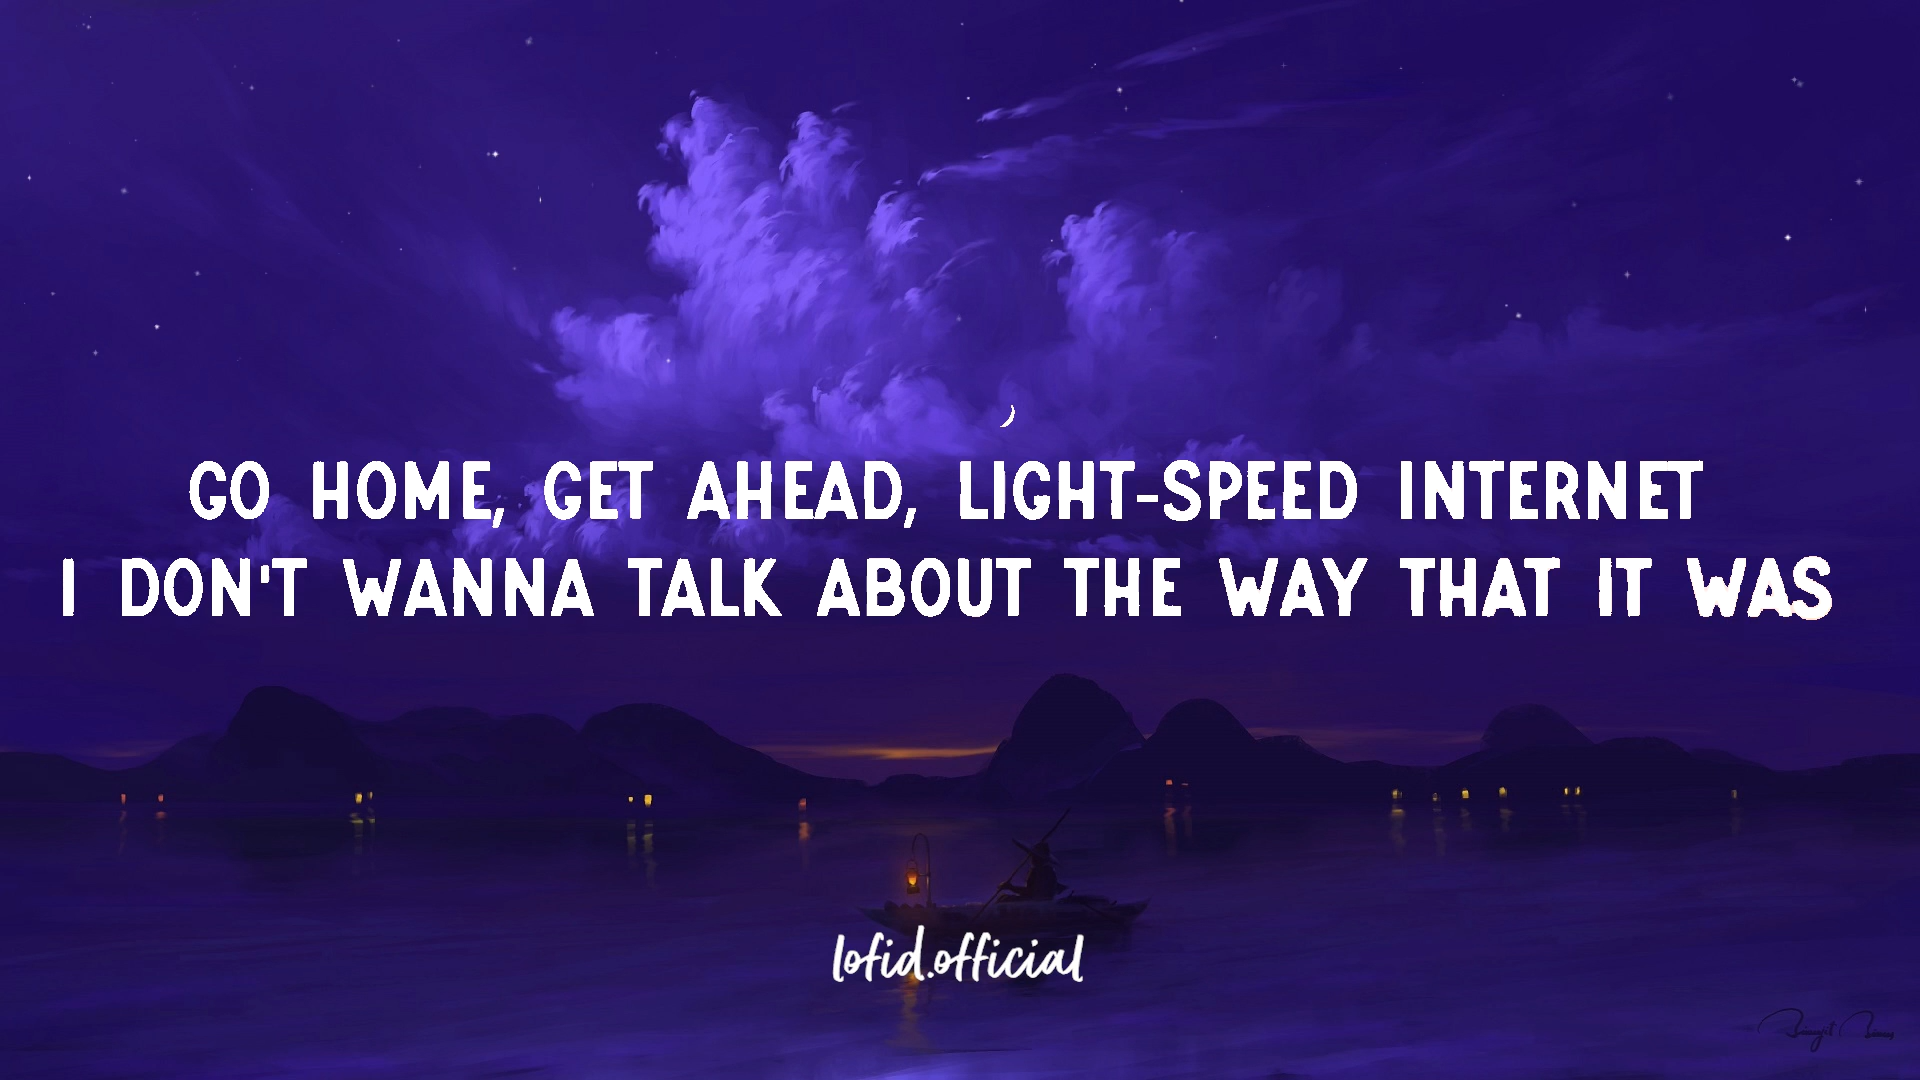 GO HOME, GET AHEAD, LIGHT-SPEED INTERNET
I DON'T WANNA TALK ABOUT THE WAY THAT IT WAS
lofid.official